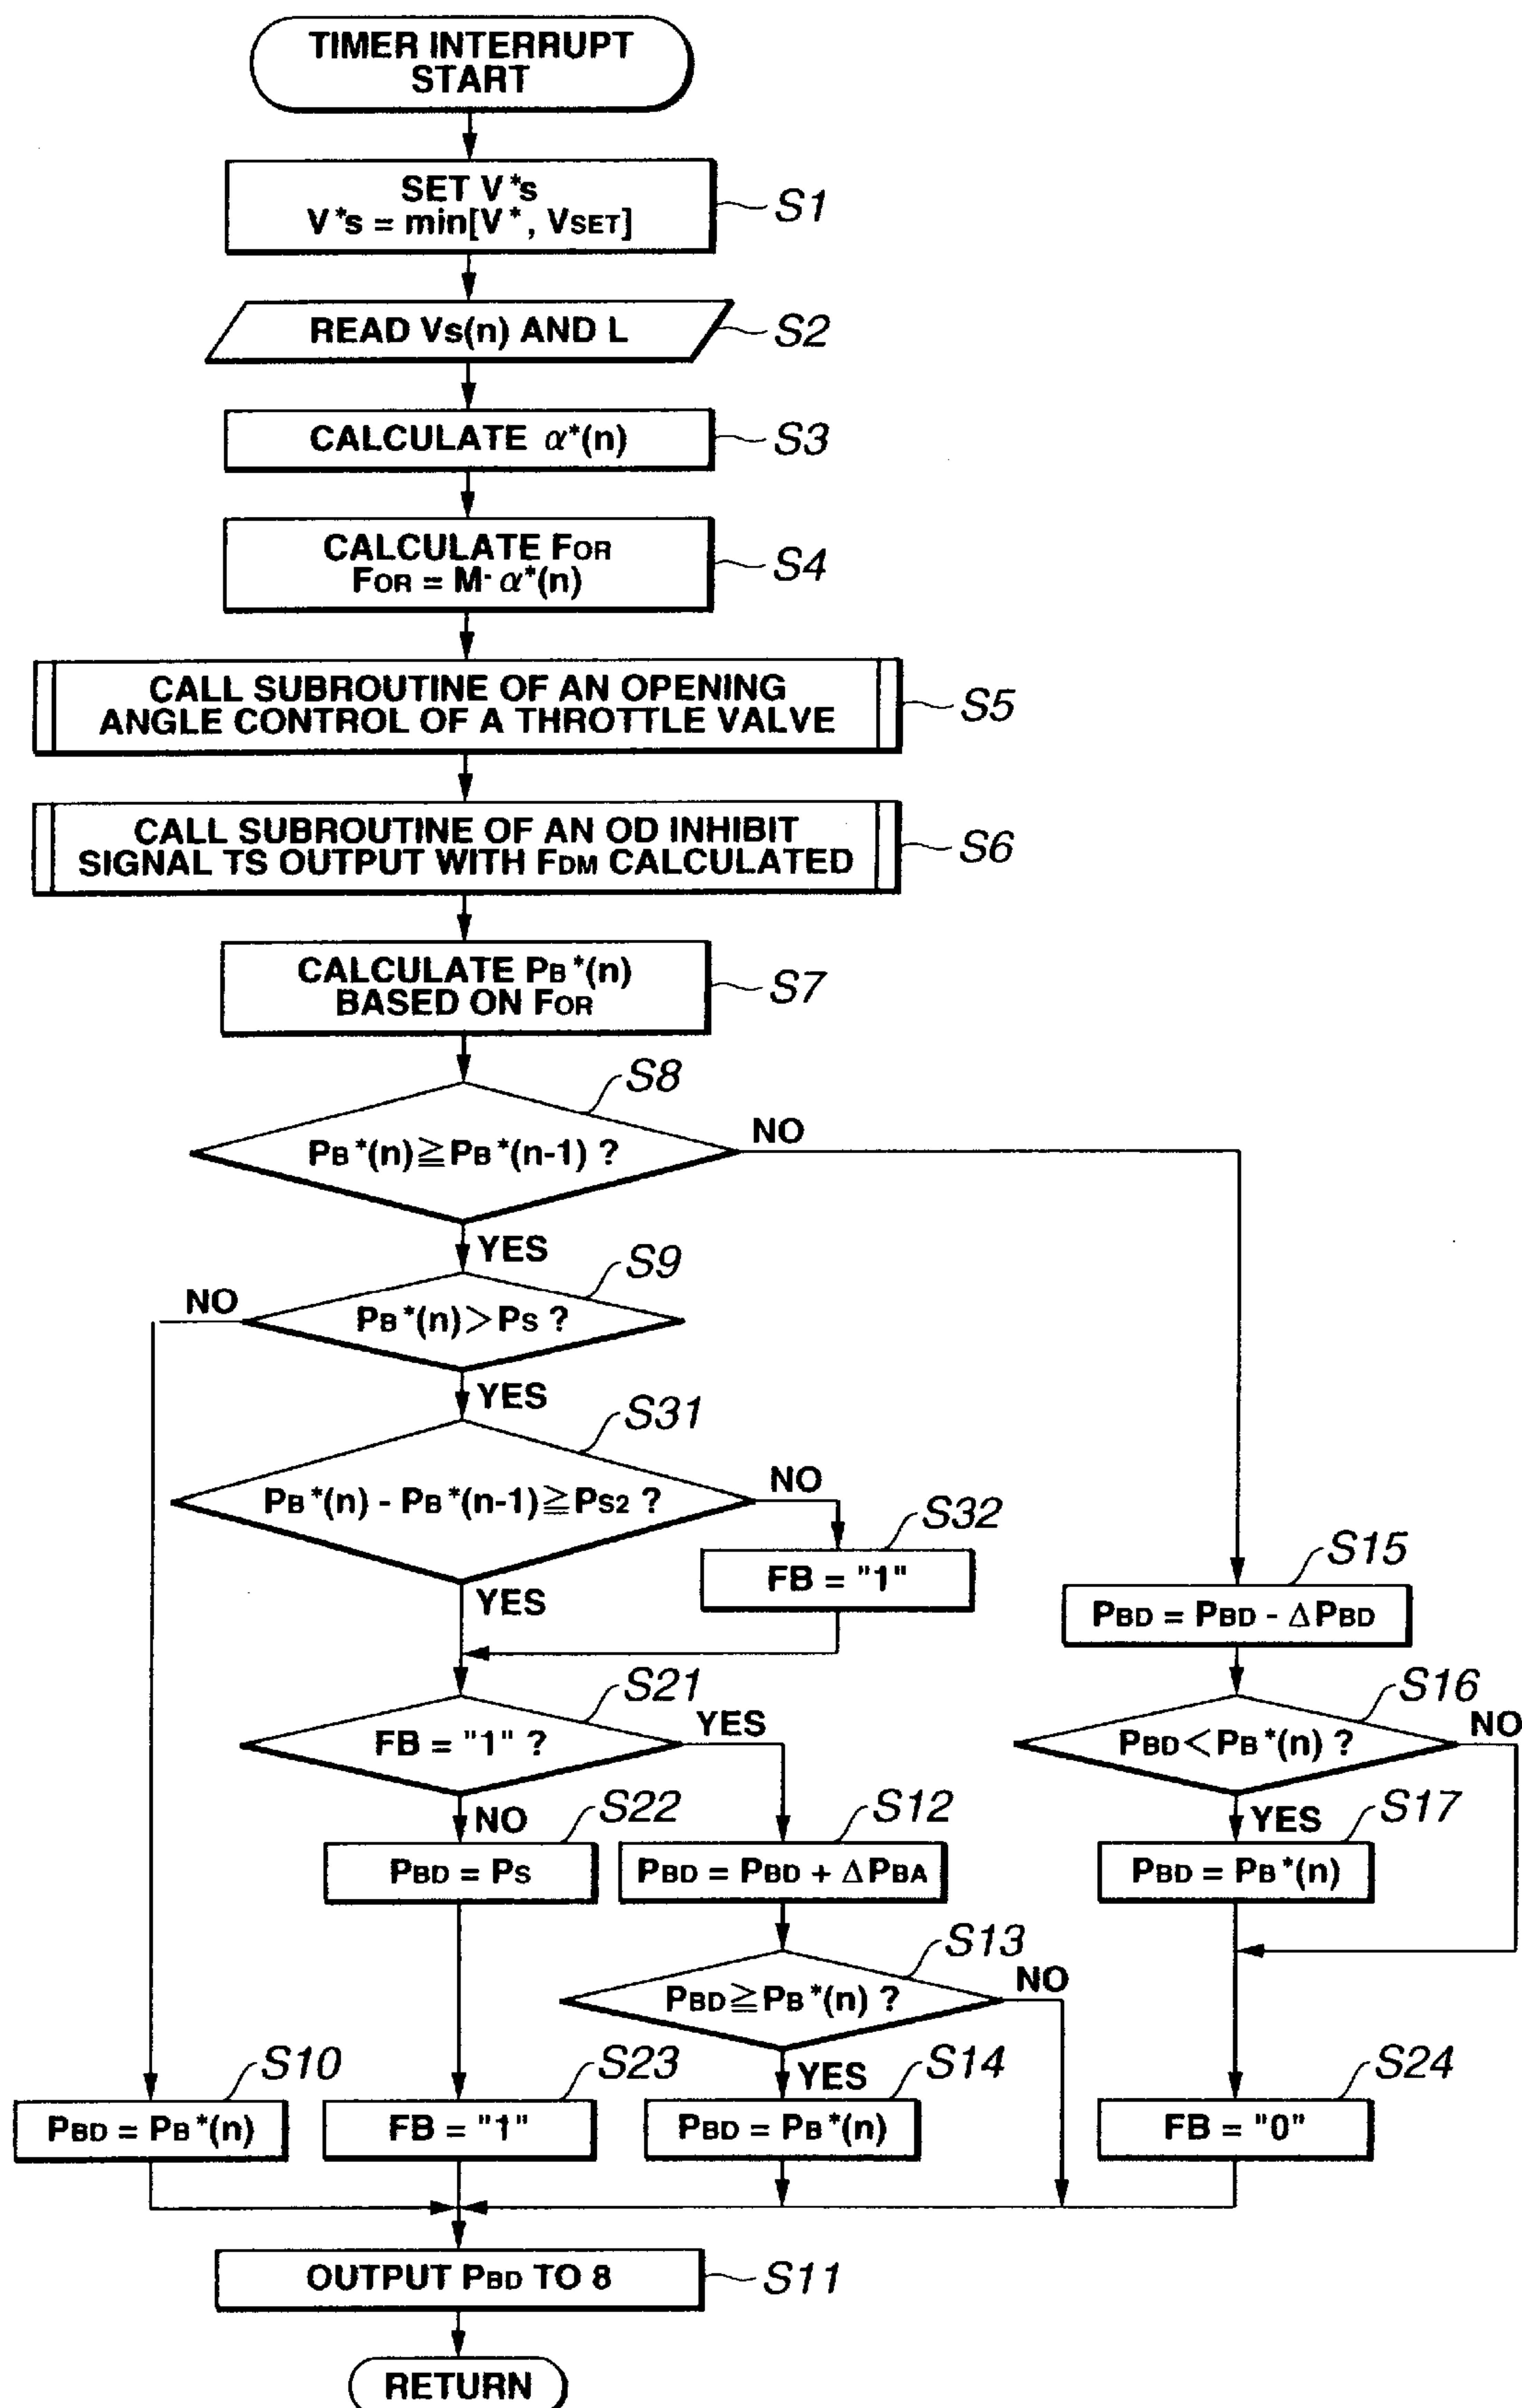 TIMER INTERRUPT
START
SET V*s
V*s = min[V*, VSET]
S1
READ Vs(n) AND L
S2
CALCULATE α*(n)
S3
CALCULATE FOR
FOR = M· α*(n)
S4
CALL SUBROUTINE OF AN OPENING
ANGLE CONTROL OF A THROTTLE VALVE
S5
CALL SUBROUTINE OF AN OD INHIBIT
SIGNAL TS OUTPUT WITH FDM CALCULATED
S6
CALCULATE PB*(n)
BASED ON FOR
S7
S8
PB*(n)≧PB*(n-1) ?
NO
YES
S9
NO
PB*(n)>PS ?
YES
S31
PB*(n) - PB*(n-1)≧PS2 ?
NO
YES
S32
FB = "1"
S15
PBD = PBD - ΔPBD
S21
FB = "1" ?
YES
NO
S16
PBD<PB*(n) ?
NO
YES
S22
PBD = PS
S12
PBD = PBD + ΔPBA
S17
PBD = PB*(n)
S13
PBD≧PB*(n) ?
NO
YES
S10
PBD = PB*(n)
S23
FB = "1"
S14
PBD = PB*(n)
S24
FB = "0"
OUTPUT PBD TO 8
S11
RETURN